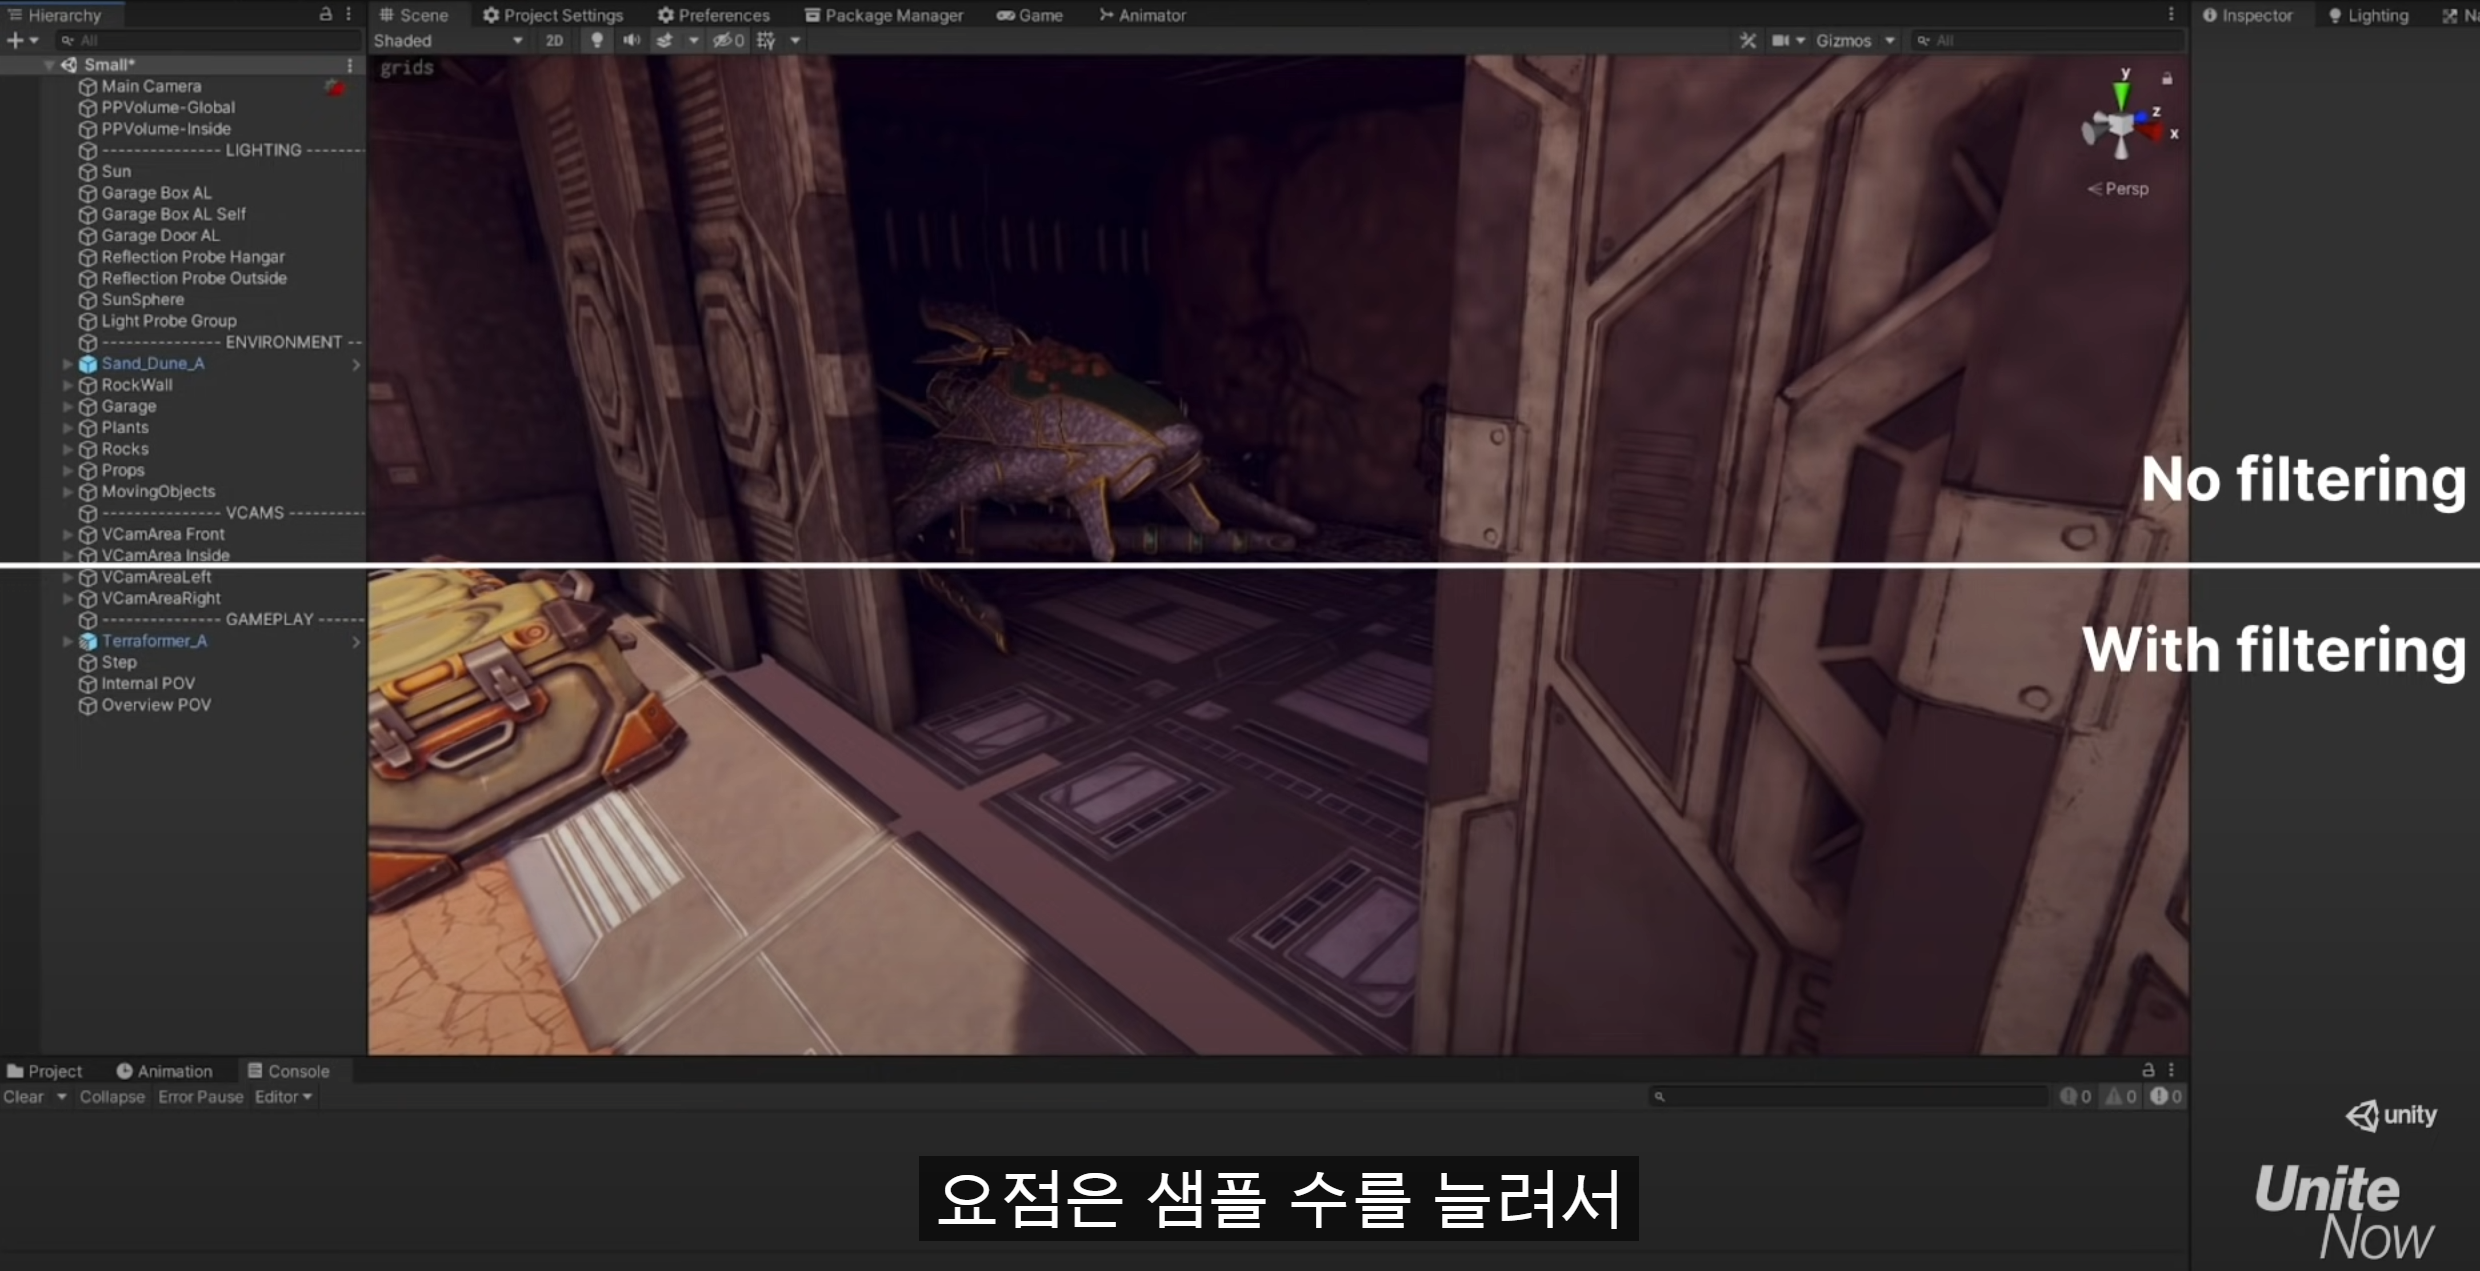 Hierarchy
Scene
Project Settings
Preferences
Package Manager
Game
Animator
Inspector
Lighting
All
Shaded
2D
0
Gizmos
All
Small*
Main Camera
PPVolume-Global
PPVolume-Inside
-------------- LIGHTING -------
Sun
Garage Box AL
Garage Box AL Self
Garage Door AL
Reflection Probe Hangar
Reflection Probe Outside
SunSphere
Light Probe Group
-------------- ENVIRONMENT --
Sand_Dune_A
RockWall
Garage
Plants
Rocks
Props
MovingObjects
-------------- VCAMS ---------
VCamArea Front
VCamArea Inside
VCamAreaLeft
VCamAreaRight
-------------- GAMEPLAY ------
Terraformer_A
Step
Internal POV
Overview POV
grids
y
z
x
Persp
No filtering
With filtering
Project
Animation
Console
Clear
Collapse
Error Pause
Editor
0
0
0
unity
Unite
Now
요점은 샘플 수를 늘려서